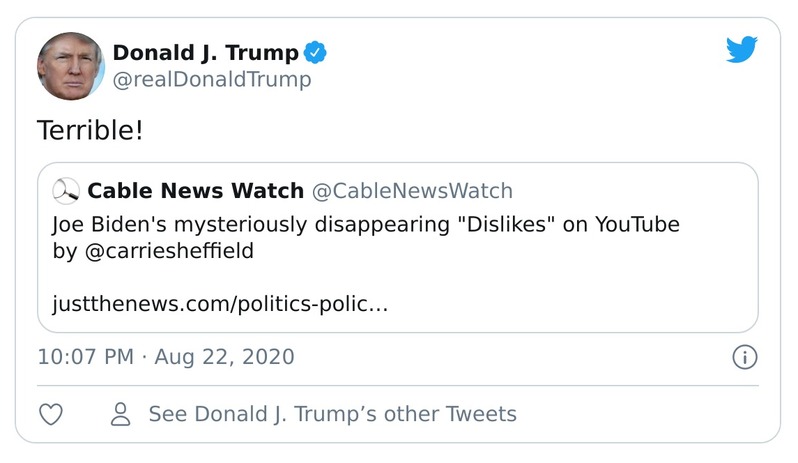 Donald J. Trump
@realDonaldTrump
Terrible!
Cable News Watch @CableNewsWatch
Joe Biden's mysteriously disappearing "Dislikes" on YouTube
by @carriesheffield
justthenews.com/politics-polic…
10:07 PM · Aug 22, 2020
See Donald J. Trump’s other Tweets